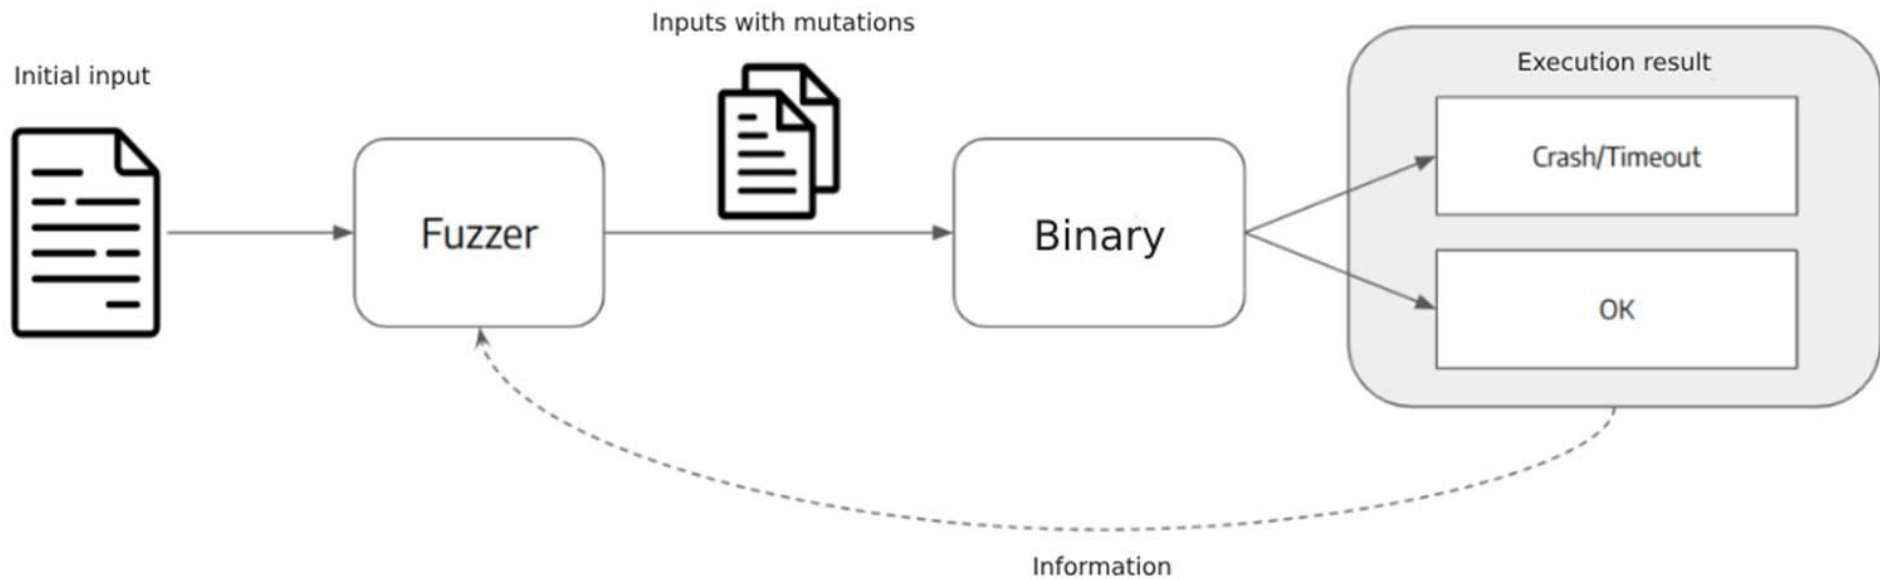 Inputs with mutations
Initial input
Execution result
Crash/Timeout
Fuzzer
Binary
OK
Information